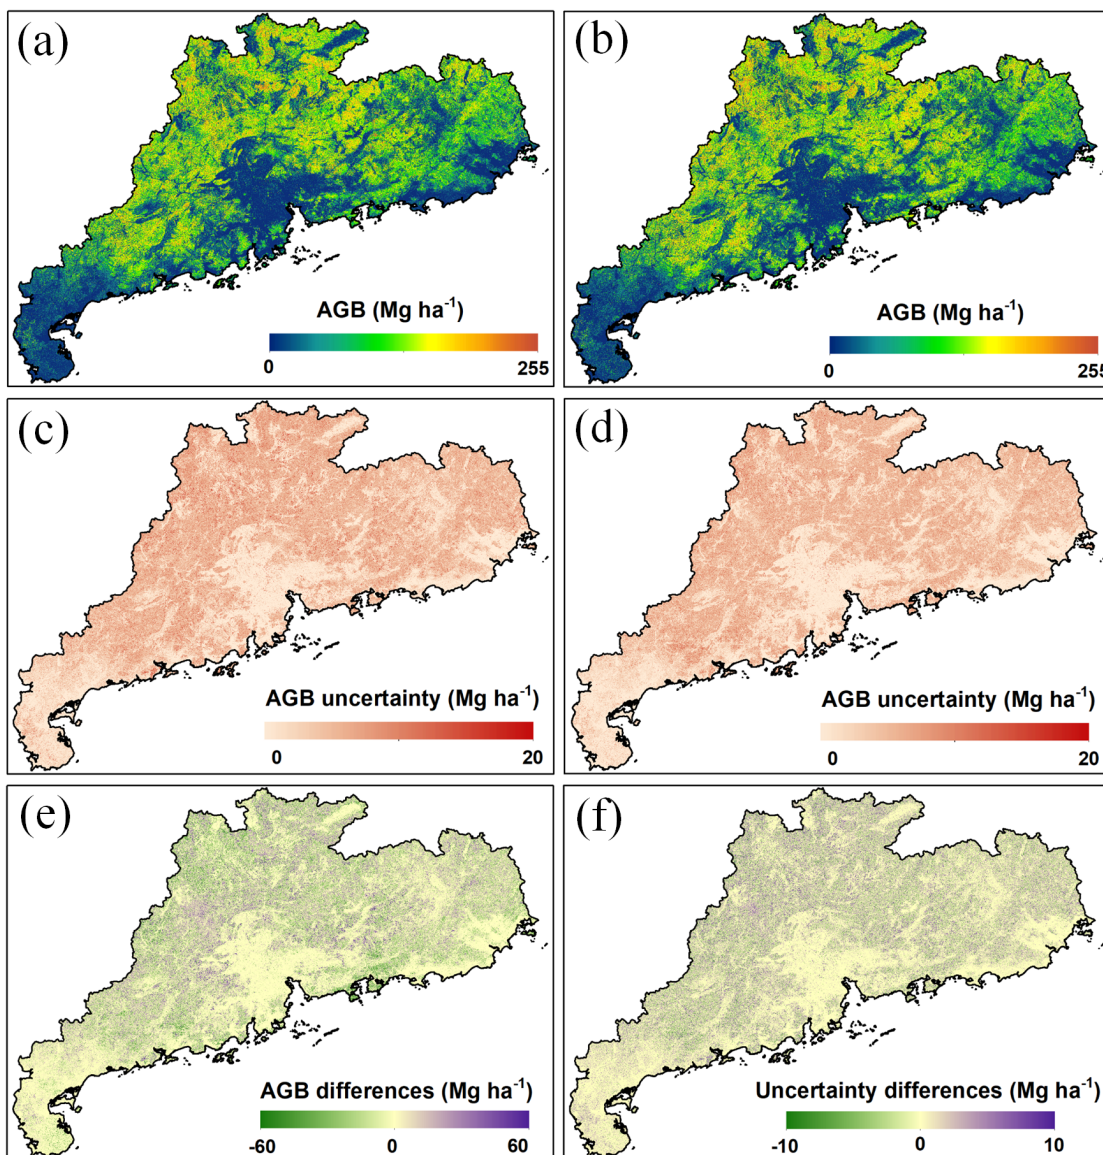 (a)
AGB (Mg ha⁻¹)
0 255
(b)
AGB (Mg ha⁻¹)
0 255
(c)
AGB uncertainty (Mg ha⁻¹)
0 20
(d)
AGB uncertainty (Mg ha⁻¹)
0 20
(e)
AGB differences (Mg ha⁻¹)
-60 0 60
(f)
Uncertainty differences (Mg ha⁻¹)
-10 0 10